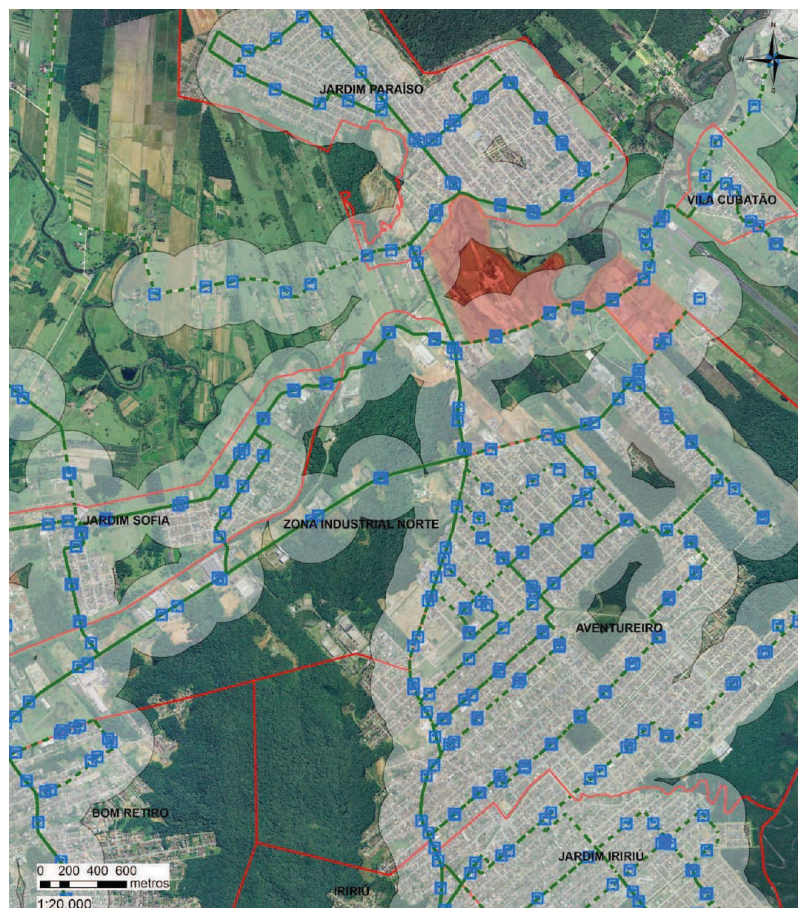 N
S
JARDIM PARAÍSO
VILA CUBATÃO
JARDIM SOFIA
ZONA INDUSTRIAL NORTE
AVENTUREIRO
BOM RETIRO
JARDIM IRIRIÚ
IRIRIÚ
0 200 400 600
metros
1:20.000